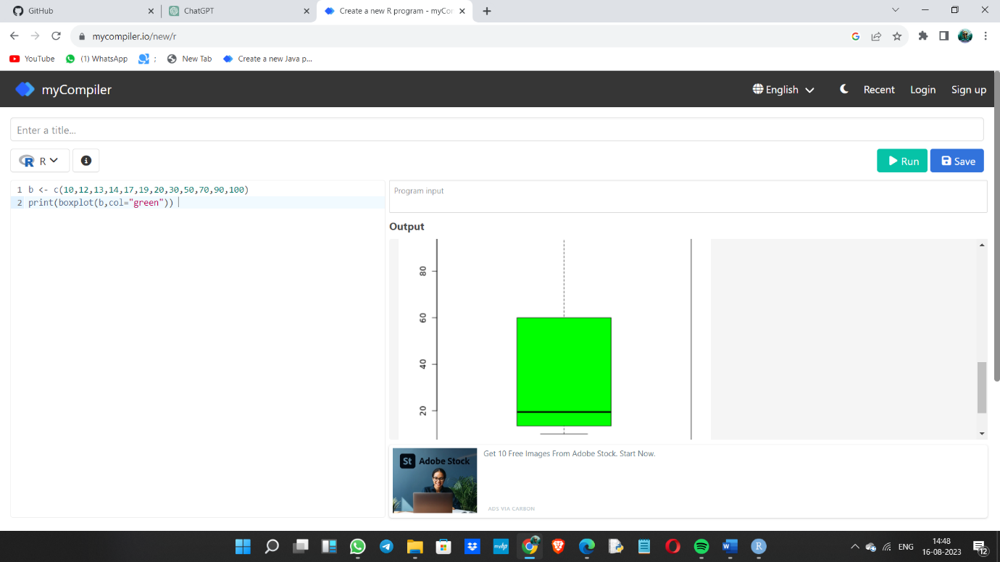 GitHub
ChatGPT
Create a new R program - myCor
mycompiler.io/new/r
YouTube
(1) WhatsApp
;
New Tab
Create a new Java p...
myCompiler
English
Recent
Login
Sign up
Enter a title...
R R
Run
Save
1 b <- c(10,12,13,14,17,19,20,30,50,70,90,100)
2 print(boxplot(b,col="green"))
Program input
Output
80
60
40
20
St Adobe Stock
Get 10 Free Images From Adobe Stock. Start Now.
ADS VIA CARBON
myhp
W
R
ENG
14:48
16-08-2023
12